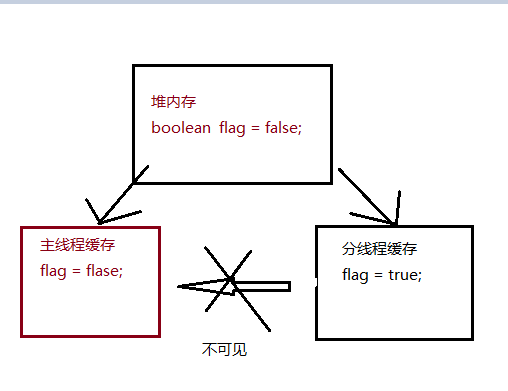 堆内存
boolean flag = false;
主线程缓存
flag = flase;
分线程缓存
flag = true;
不可见